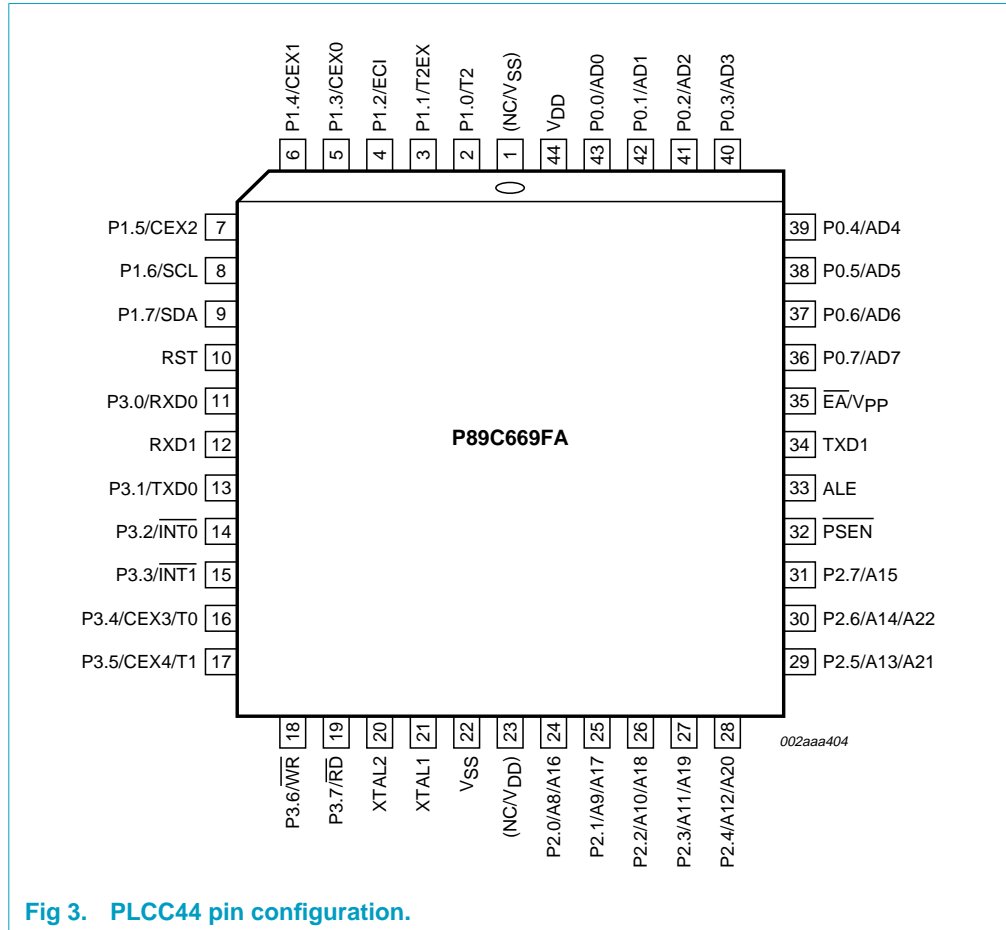 P1.4/CEX1
P1.3/CEX0
P1.2/ECI
P1.1/T2EX
P1.0/T2
(NC/VSS)
VDD
P0.0/AD0
P0.1/AD1
P0.2/AD2
P0.3/AD3
6
5
4
3
2
1
44
43
42
41
40
P1.5/CEX2 7
P1.6/SCL 8
P1.7/SDA 9
RST 10
P3.0/RXD0 11
RXD1 12
P3.1/TXD0 13
P3.2/INT0 14
P3.3/INT1 15
P3.4/CEX3/T0 16
P3.5/CEX4/T1 17
P89C669FA
39 P0.4/AD4
38 P0.5/AD5
37 P0.6/AD6
36 P0.7/AD7
35 EA/VPP
34 TXD1
33 ALE
32 PSEN
31 P2.7/A15
30 P2.6/A14/A22
29 P2.5/A13/A21
18
19
20
21
22
23
24
25
26
27
28
P3.6/WR
P3.7/RD
XTAL2
XTAL1
VSS
(NC/VDD)
P2.0/A8/A16
P2.1/A9/A17
P2.2/A10/A18
P2.3/A11/A19
P2.4/A12/A20
002aaa404
Fig 3. PLCC44 pin configuration.